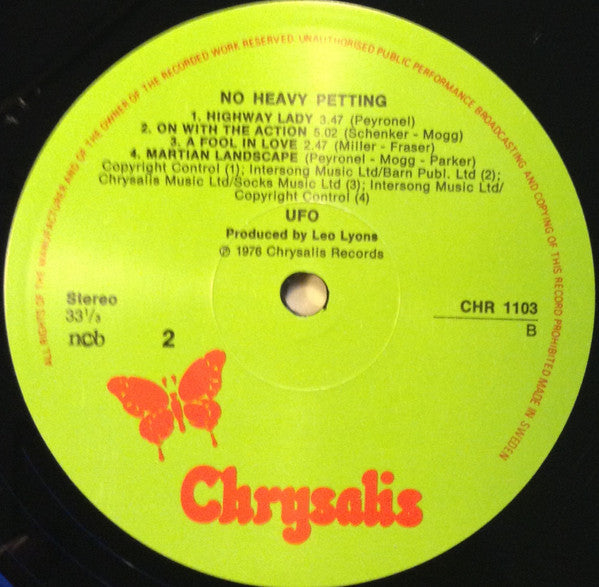 ALL RIGHTS OF THE MANUFACTURER AND OF THE OWNER OF THE RECORDED WORK RESERVED. UNAUTHORISED PUBLIC PERFORMANCE BROADCASTING AND COPYING OF THIS RECORD PROHIBITED MADE IN SWEDEN
NO HEAVY PETTING
1. HIGHWAY LADY 3.47 (Peyronel)
2. ON WITH THE ACTION 5.02 (Schenker - Mogg)
3. A FOOL IN LOVE 2.47 (Miller - Fraser)
4. MARTIAN LANDSCAPE (Peyronel - Mogg - Parker)
Copyright Control (1); Intersong Music Ltd/Barn Publ. Ltd (2);
Chrysalis Music Ltd/Socks Music Ltd (3); Intersong Music Ltd/
Copyright Control (4)
UFO
Produced by Leo Lyons
℗ 1976 Chrysalis Records
Stereo
33⅓
ncb
2
CHR 1103
B
Chrysalis